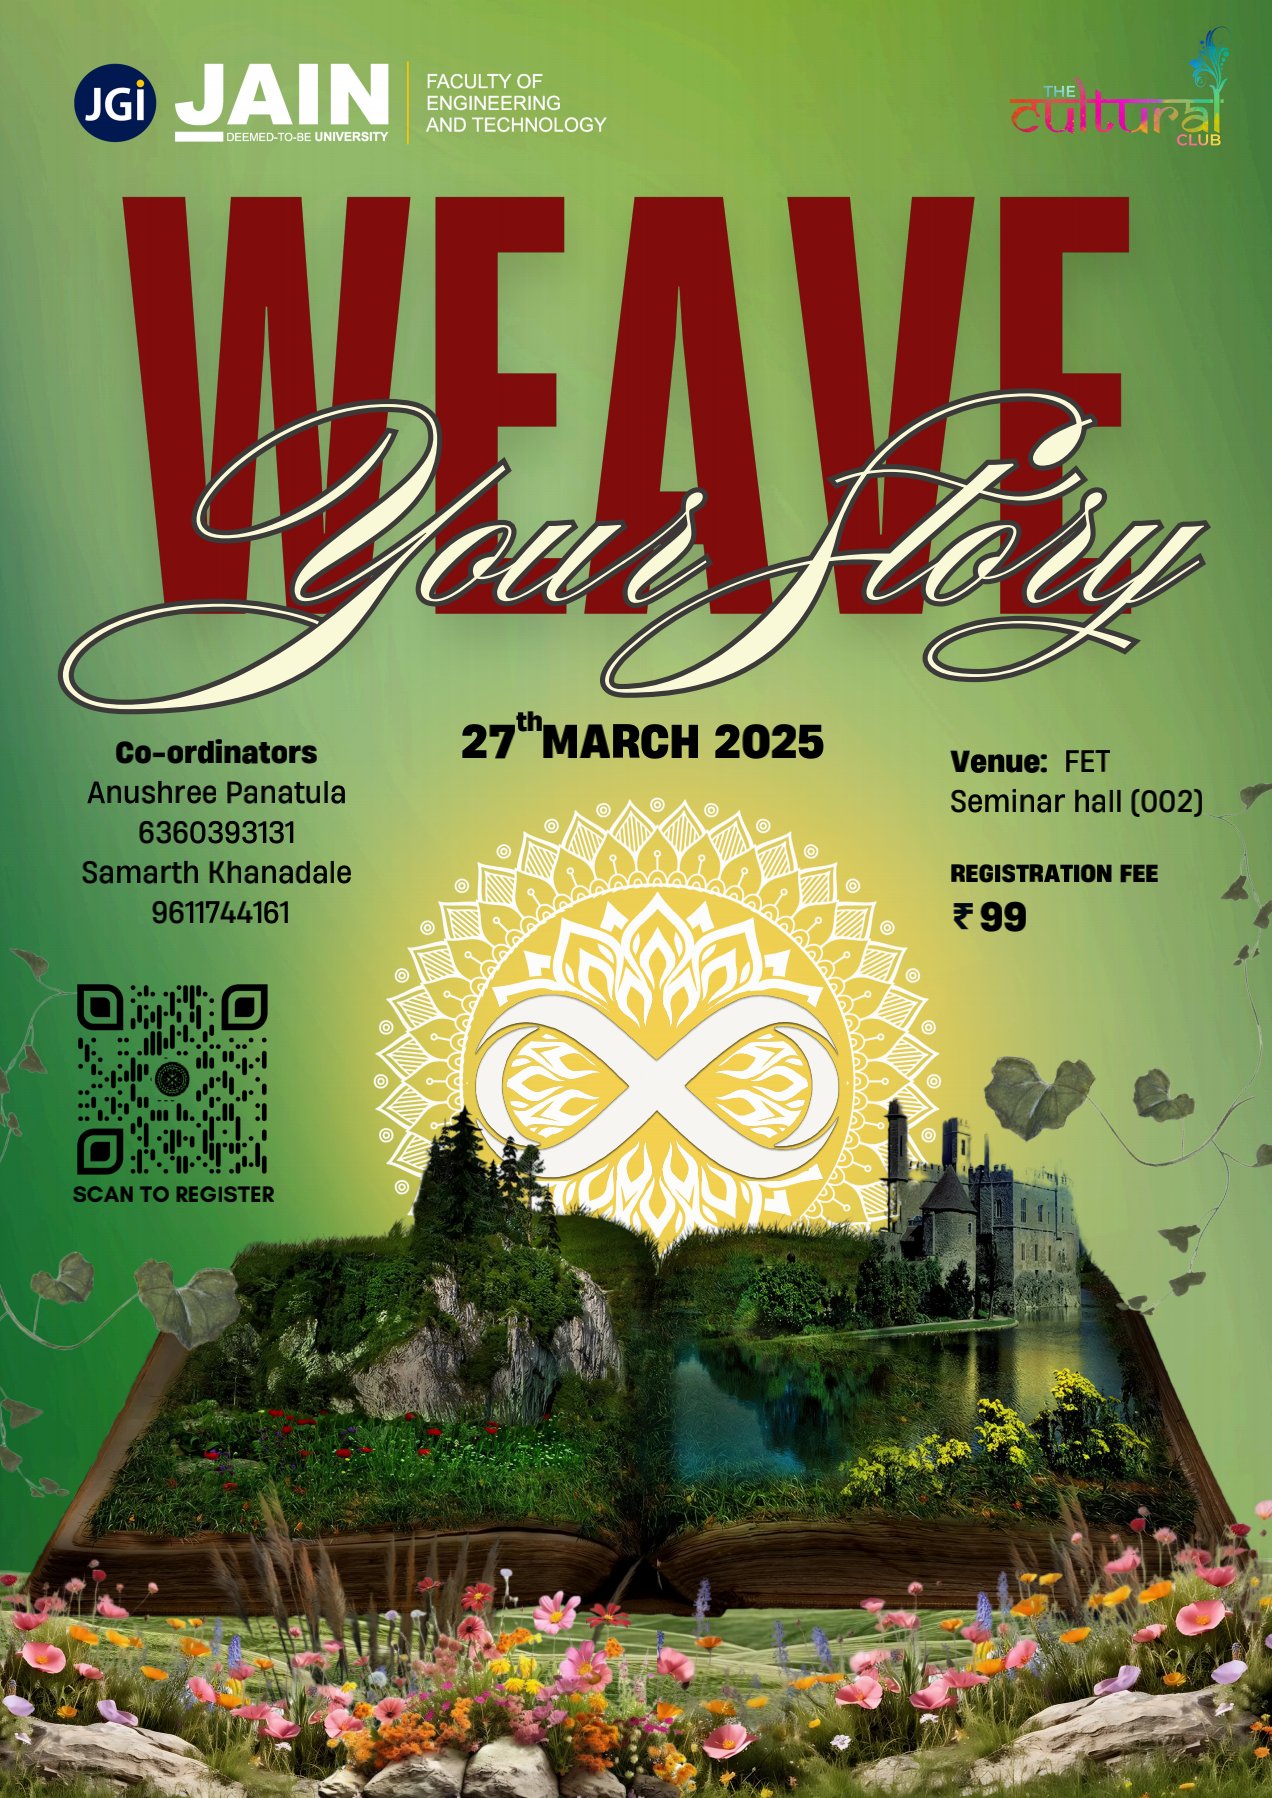 JGi JAIN
DEEMED-TO-BE UNIVERSITY
FACULTY OF
ENGINEERING
AND TECHNOLOGY
THE
cultural
CLUB
WEAVE
Your Story
27th MARCH 2025
Co-ordinators
Anushree Panatula
6360393131
Samarth Khanadale
9611744161
Venue: FET
Seminar hall (002)
REGISTRATION FEE
₹ 99
SCAN TO REGISTER